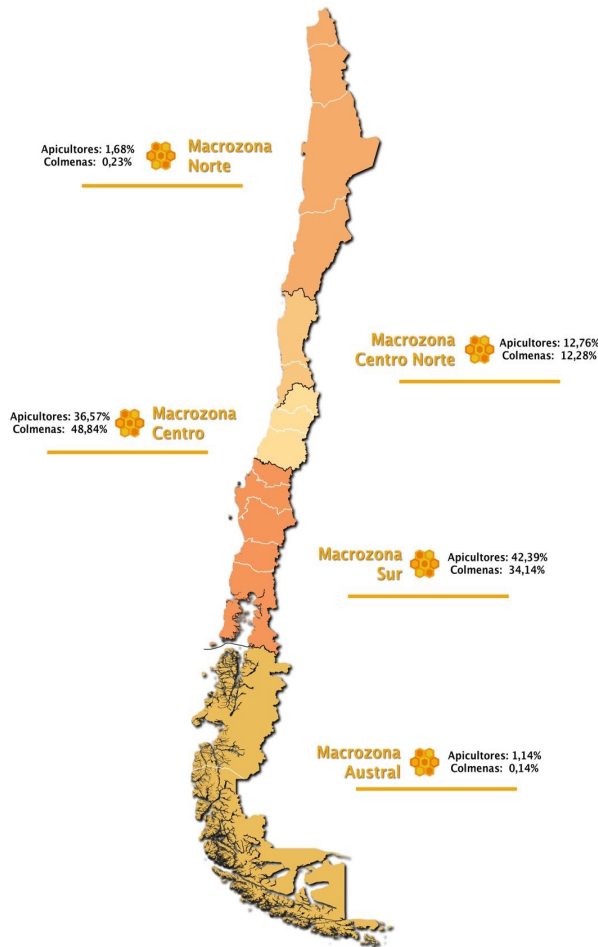 Apicultores: 1,68%
Colmenas: 0,23%
Macrozona
Norte
Macrozona
Centro Norte
Apicultores: 12,76%
Colmenas: 12,28%
Apicultores: 36,57%
Colmenas: 48,84%
Macrozona
Centro
Macrozona
Sur
Apicultores: 42,39%
Colmenas: 34,14%
Macrozona
Austral
Apicultores: 1,14%
Colmenas: 0,14%